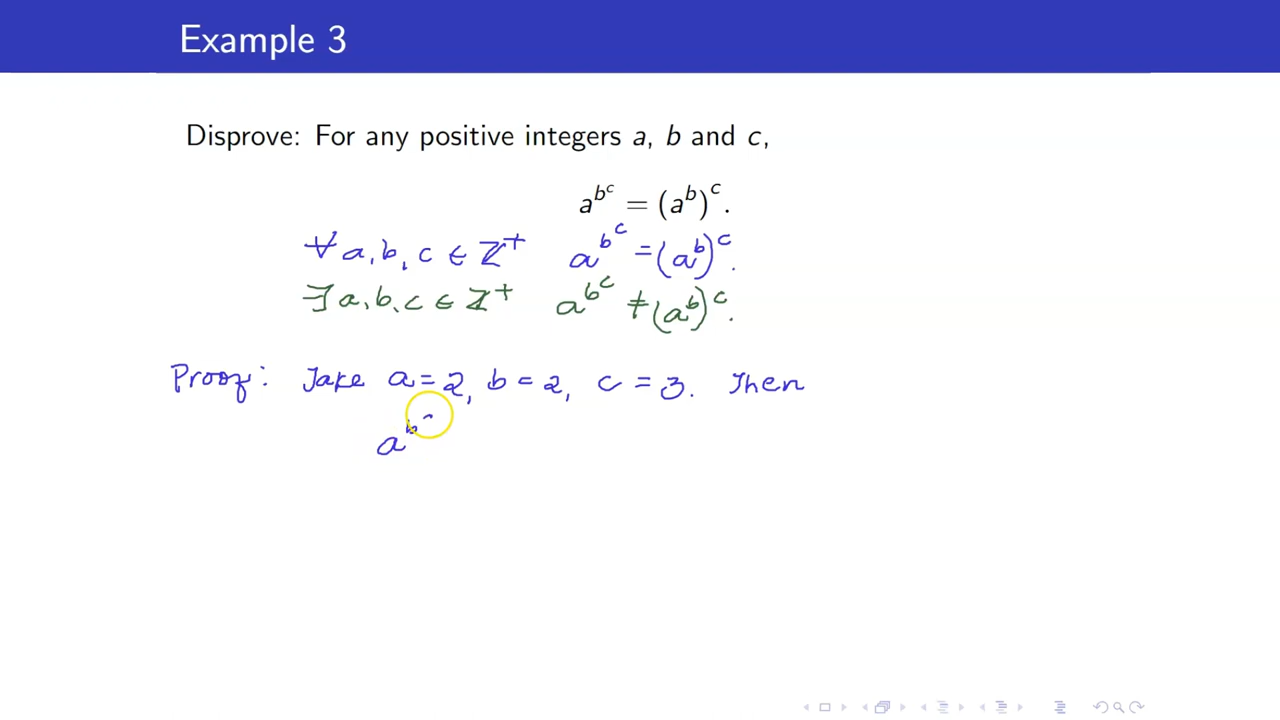 Example 3
Disprove: For any positive integers a, b and c,
a^{b^c} = (a^b)^c.
∀ a, b, c ∈ ℤ⁺ a^{b^c} = (a^b)^c.
∃ a, b, c ∈ ℤ⁺ a^{b^c} ≠ (a^b)^c.
Proof: Take a = 2, b = 2, c = 3. Then
a^b